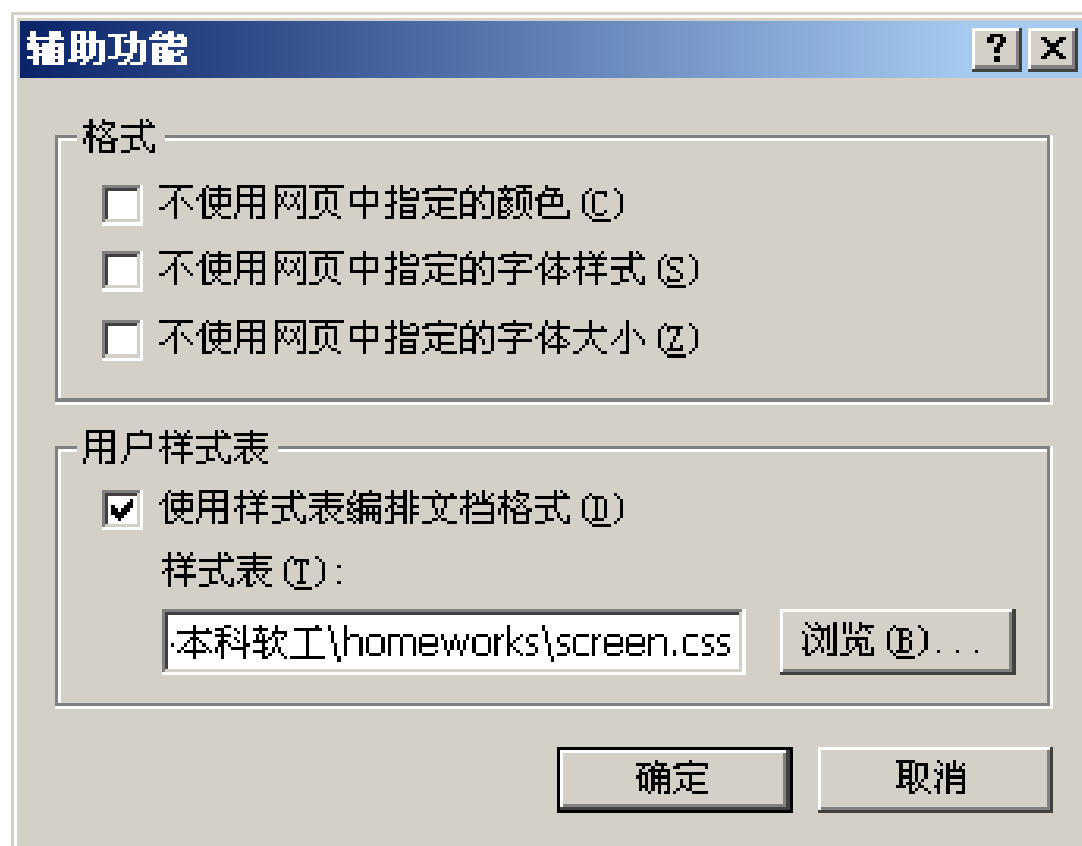 辅助功能
格式
不使用网页中指定的颜色(C)
不使用网页中指定的字体样式(S)
不使用网页中指定的字体大小(Z)
用户样式表
使用样式表编排文档格式(D)
样式表(T):
本科软工\homeworks\screen.css
浏览(B)...
确定 取消